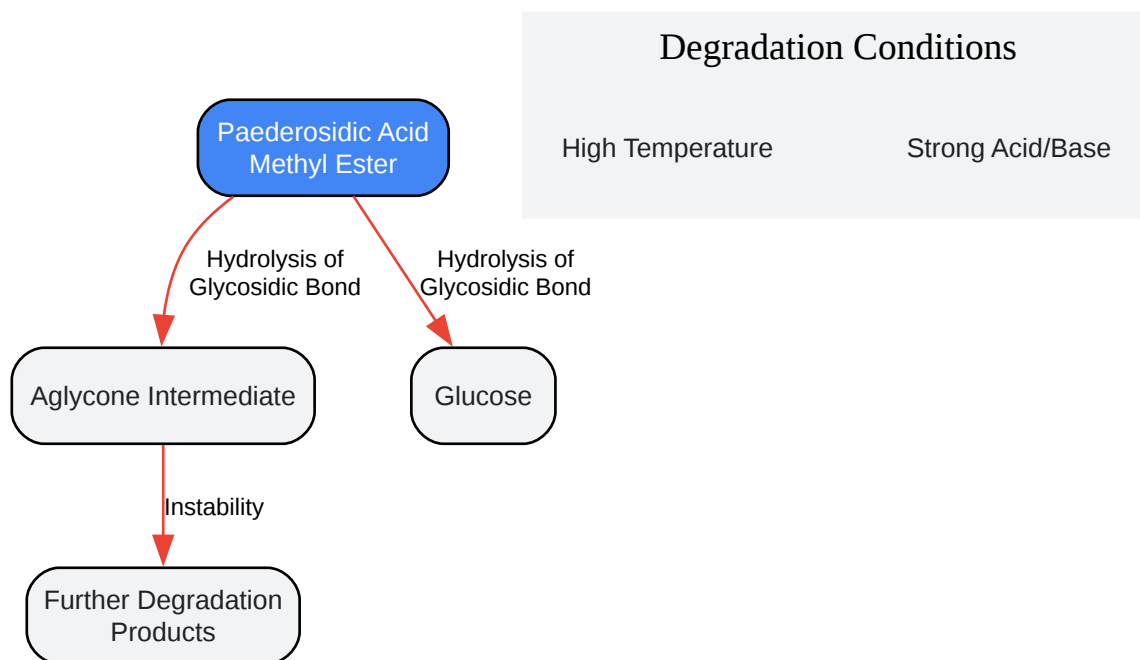 Degradation Conditions
High Temperature
Strong Acid/Base
Paederosidic Acid
Methyl Ester
Hydrolysis of
Glycosidic Bond
Hydrolysis of
Glycosidic Bond
Aglycone Intermediate
Glucose
Instability
Further Degradation
Products